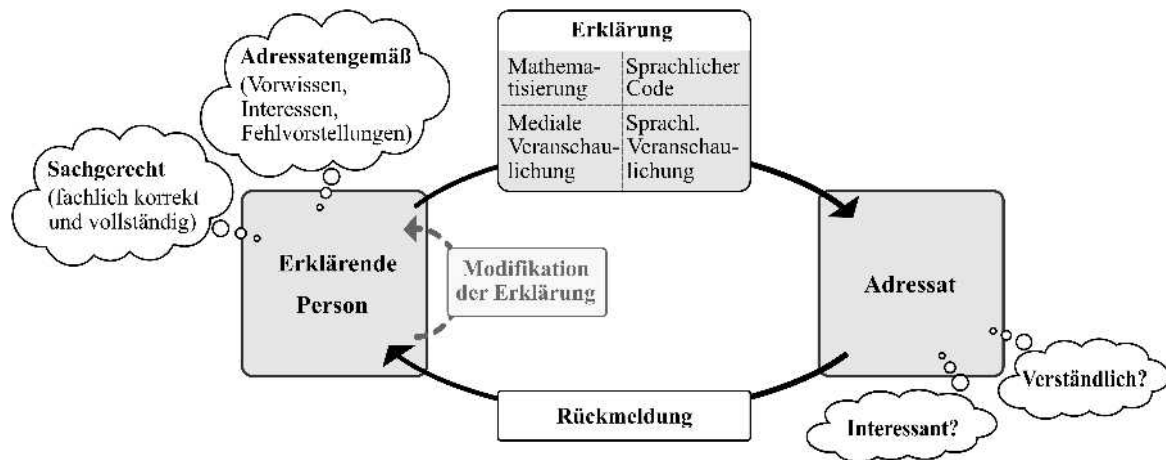 Adressatengemäß
(Vorwissen,
Interessen,
Fehlvorstellungen)
Sachgerecht
(fachlich korrekt
und vollständig)
Erklärung
Mathema-
tisierung
Sprachlicher
Code
Mediale
Veranschau-
lichung
Sprachl.
Veranschau-
lichung
Erklärende
Person
Modifikation
der Erklärung
Adressat
Rückmeldung
Interessant?
Verständlich?